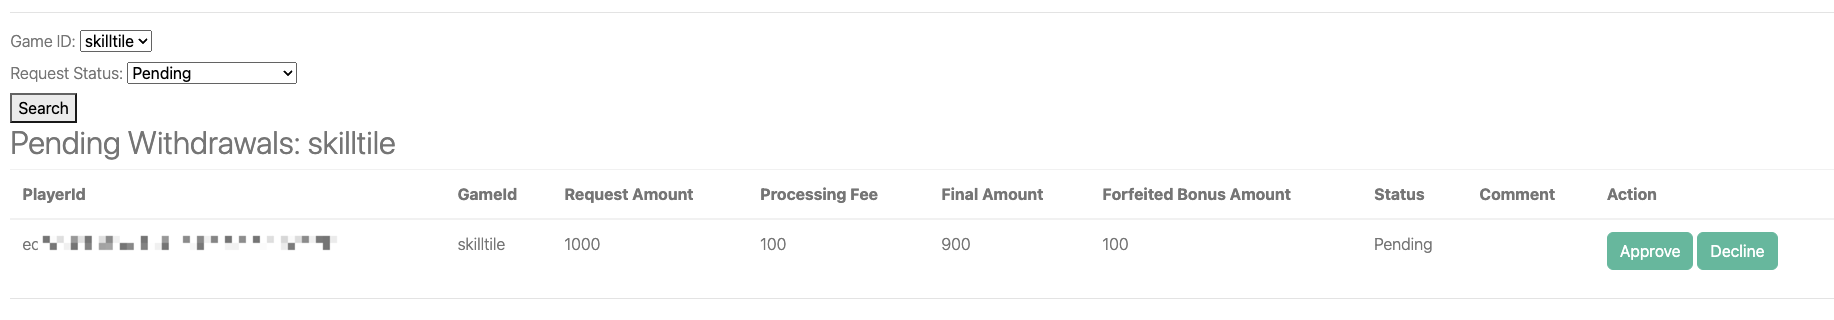 Game ID: skilltile
Request Status: Pending
Search
Pending Withdrawals: skilltile
PlayerId GameId Request Amount Processing Fee Final Amount Forfeited Bonus Amount Status Comment Action
ec skilltile 1000 100 900 100 Pending Approve Decline